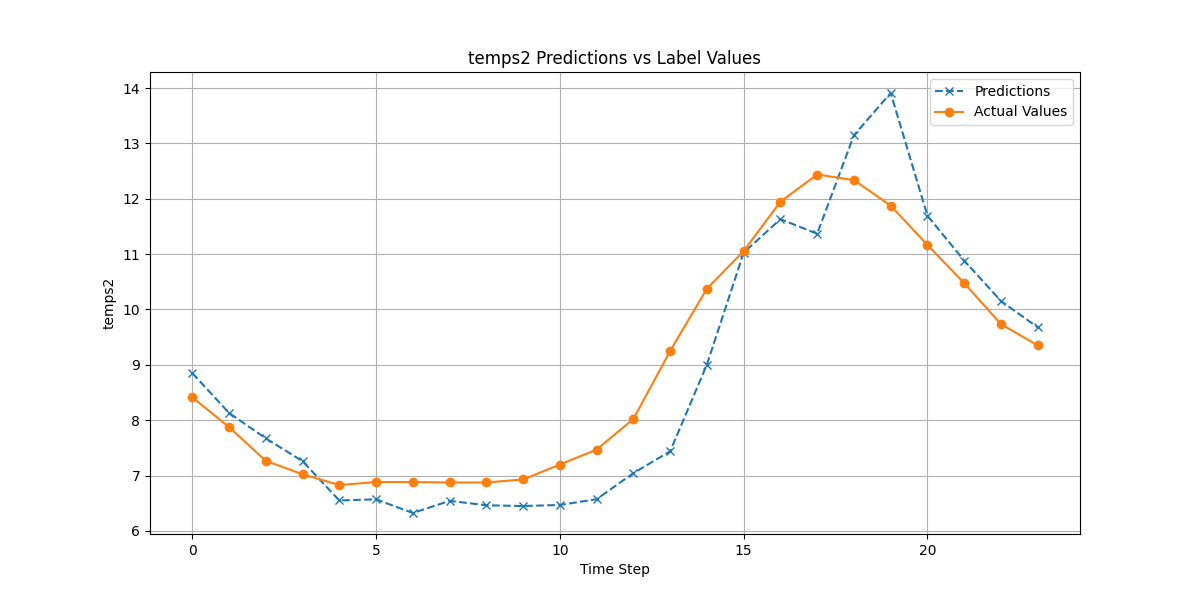 temps2 Predictions vs Label Values
Predictions
Actual Values
14
13
12
11
10
9
8
7
6
temps2
0 5 10 15 20
Time Step